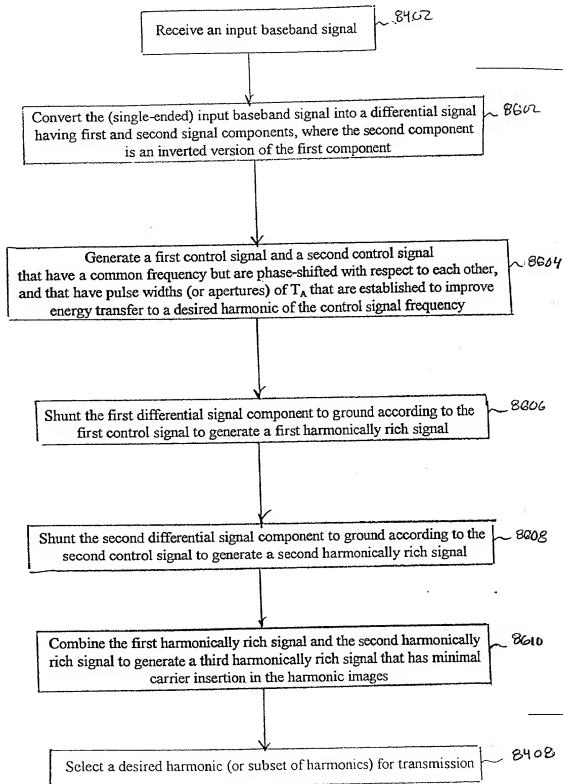 Receive an input baseband signal
8402
Convert the (single-ended) input baseband signal into a differential signal
having first and second signal components, where the second component
is an inverted version of the first component
8602
Generate a first control signal and a second control signal
that have a common frequency but are phase-shifted with respect to each other,
and that have pulse widths (or apertures) of T_A that are established to improve
energy transfer to a desired harmonic of the control signal frequency
8604
Shunt the first differential signal component to ground according to the
first control signal to generate a first harmonically rich signal
8606
Shunt the second differential signal component to ground according to the
second control signal to generate a second harmonically rich signal
8608
Combine the first harmonically rich signal and the second harmonically
rich signal to generate a third harmonically rich signal that has minimal
carrier insertion in the harmonic images
8610
Select a desired harmonic (or subset of harmonics) for transmission
8408